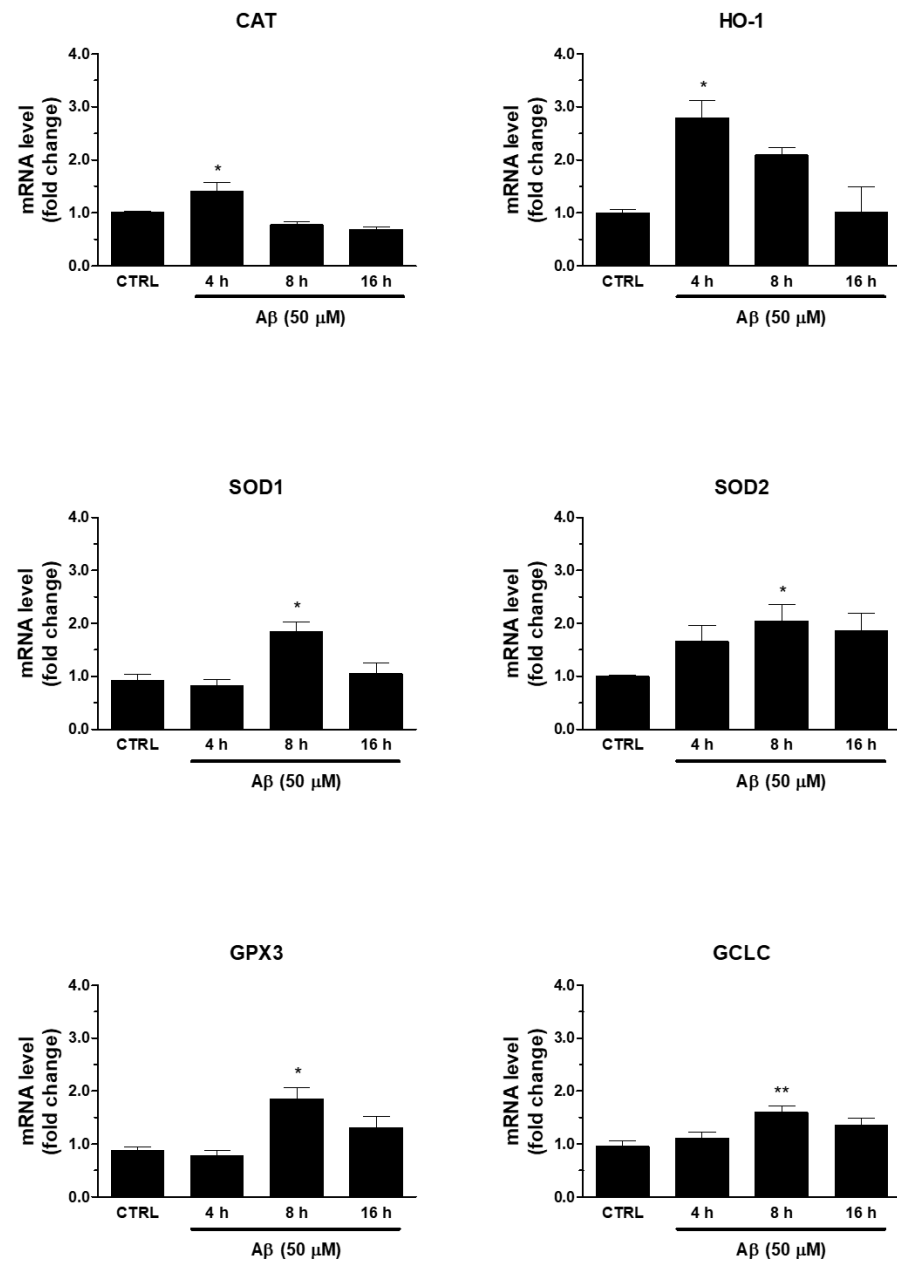 CAT
mRNA level
(fold change)
4.0
3.0
2.0
1.0
0.0
*
CTRL 4 h 8 h 16 h
Aβ (50 μM)
HO-1
mRNA level
(fold change)
4.0
3.0
2.0
1.0
0.0
*
CTRL 4 h 8 h 16 h
Aβ (50 μM)
SOD1
mRNA level
(fold change)
4.0
3.0
2.0
1.0
0.0
*
CTRL 4 h 8 h 16 h
Aβ (50 μM)
SOD2
mRNA level
(fold change)
4.0
3.0
2.0
1.0
0.0
*
CTRL 4 h 8 h 16 h
Aβ (50 μM)
GPX3
mRNA level
(fold change)
4.0
3.0
2.0
1.0
0.0
*
CTRL 4 h 8 h 16 h
Aβ (50 μM)
GCLC
mRNA level
(fold change)
4.0
3.0
2.0
1.0
0.0
**
CTRL 4 h 8 h 16 h
Aβ (50 μM)